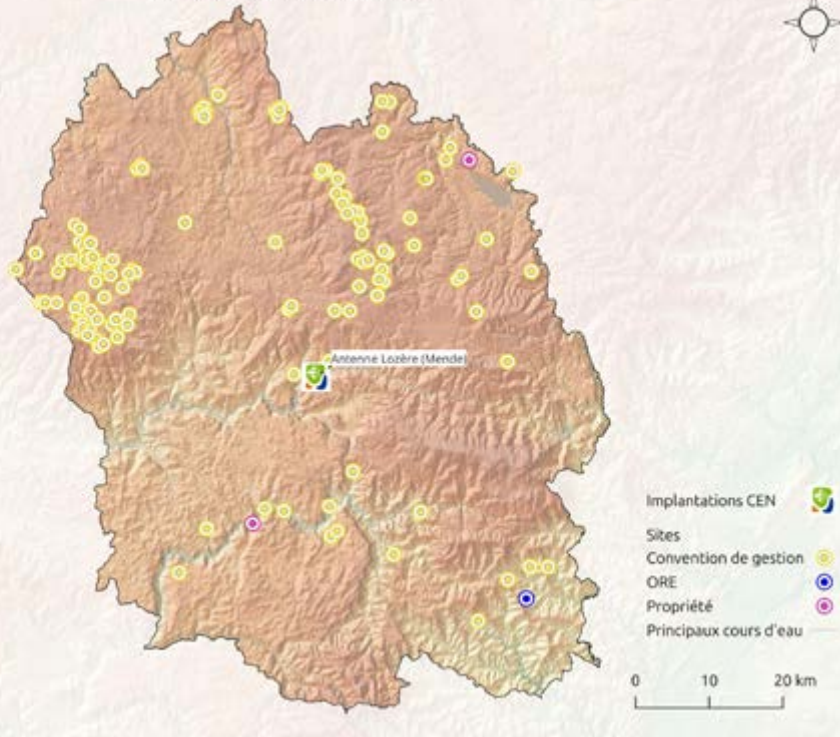 Antenne Lozère (Mende)
Implantations CEN
Sites
Convention de gestion
ORE
Propriété
Principaux cours d'eau
0 10 20 km